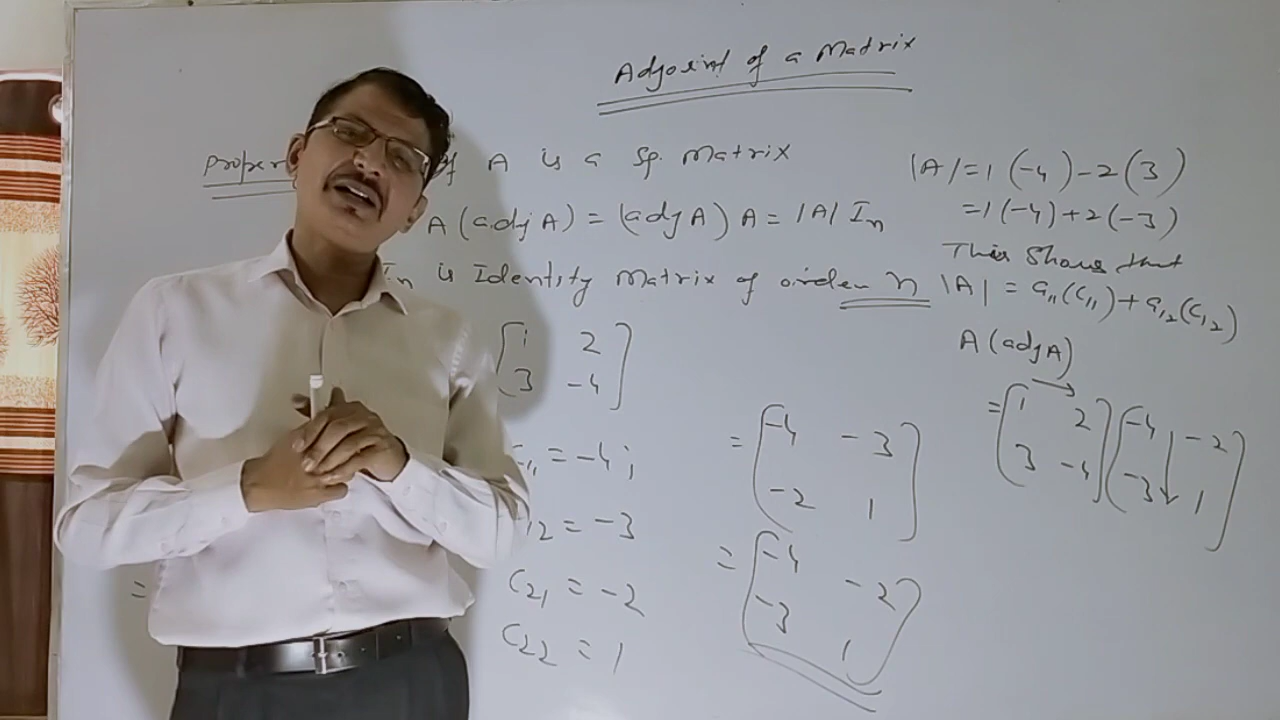 Adjoint of a Matrix
Proper If A is a Sq. Matrix
A (adj A) = (adj A) A = |A| In
In is Identity Matrix of order n
[1 2
3 -4]
C11 = -4 ;
12 = -3
C21 = -2
C22 = 1
=
= [-4 -3
-2 1]
= [-4 -2
-3 1]
|A| = 1 (-4) - 2 (3)
= 1 (-4) + 2 (-3)
This Shows that
|A| = a11 (C11) + a12 (C12)
A (adj A)
= [1 2 [-4 -2
3 -4] -3 1]